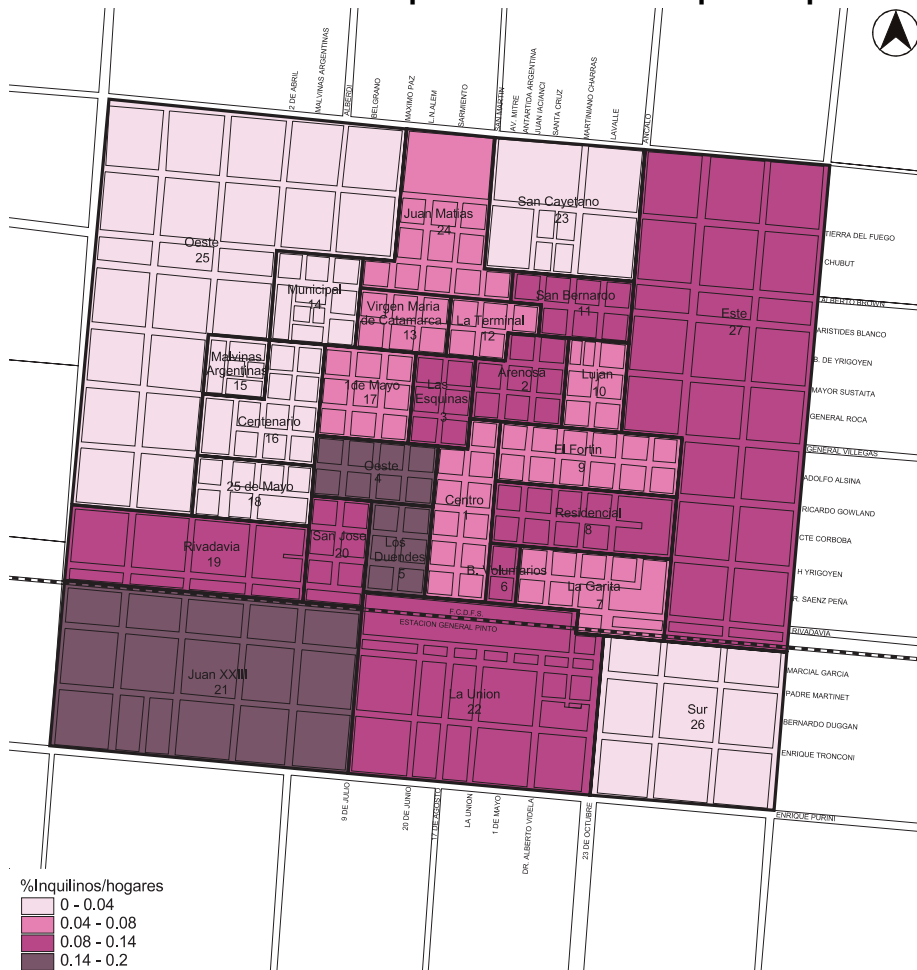 2 DE ABRIL
MALVINAS ARGENTINAS
ALBERDI
BELGRANO
MAXIMO PAZ
L.N.ALEM
SARMIENTO
SAN MARTIN
AV. MITRE
ANTARTIDA ARGENTINA
JUAN IACIANCI
SANTA CRUZ
MARTINIANO CHARRAS
LAVALLE
ANCALO
San Cayetano
23
Juan Matias
24
Oeste
25
TIERRA DEL FUEGO
CHUBUT
Municipal
14
San Bernardo
11
ALBERTO BROWN
Virgen Maria
de Catamarca
13
La Terminal
12
Este
27
ARISTIDES BLANCO
B. DE YRIGOYEN
Malvinas
Argentinas
15
1de Mayo
17
Las
Esquinas
3
Arenosa
2
Lujan
10
MAYOR SUSTAITA
GENERAL ROCA
Centenario
16
El Fortin
9
GENERAL VILLEGAS
Oeste
4
ADOLFO ALSINA
25 de Mayo
18
Centro
1
Residencial
8
RICARDO GOWLAND
CTE CORBOBA
Rivadavia
19
San Jose
20
Los
Duendes
5
B. Voluntarios
6
La Garita
7
H YRIGOYEN
R. SAENZ PEÑA
F.C.D.F.S.
ESTACION GENERAL PINTO
RIVADAVIA
Juan XXIII
21
La Union
22
Sur
26
MARCIAL GARCIA
PADRE MARTINET
BERNARDO DUGGAN
ENRIQUE TRONCONI
ENRIQUE PURINI
9 DE JULIO
20 DE JUNIO
17 DE AGOSTO
LA UNION
1 DE MAYO
DR. ALBERTO VIDELA
23 DE OCTUBRE
%Inquilinos/hogares
0 - 0.04
0.04 - 0.08
0.08 - 0.14
0.14 - 0.2